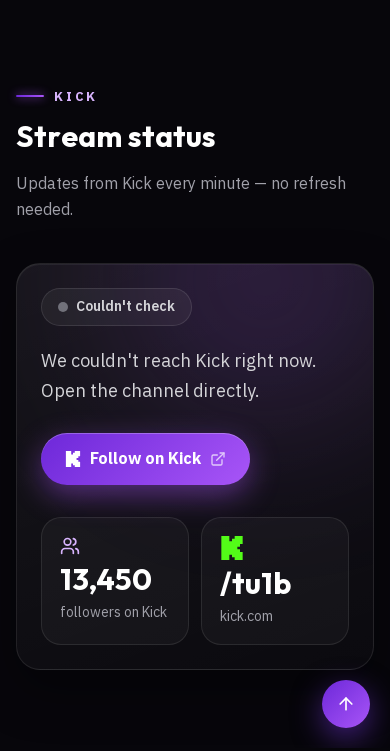 KICK
Stream status
Updates from Kick every minute — no refresh
needed.
Couldn't check
We couldn't reach Kick right now.
Open the channel directly.
Follow on Kick
13,450
followers on Kick
/tu1b
kick.com